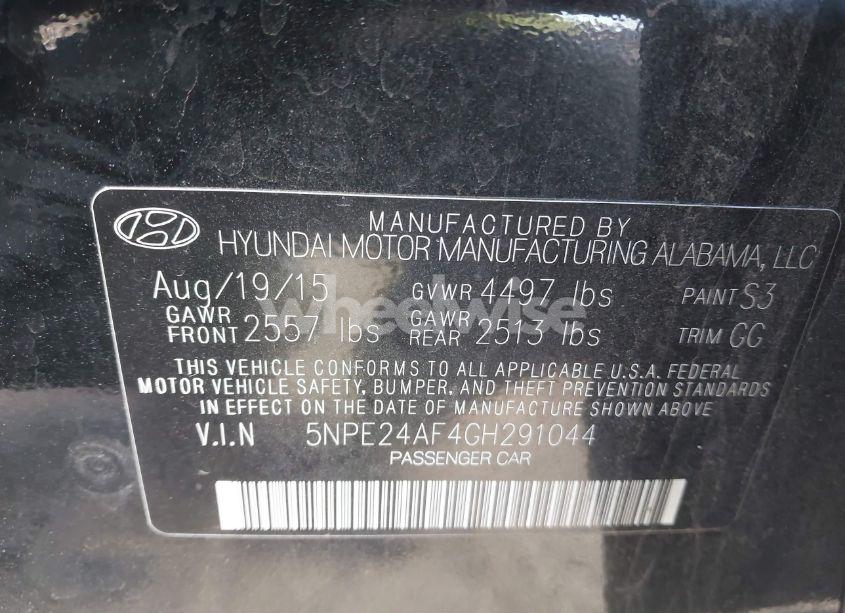 MANUFACTURED BY
HYUNDAI MOTOR MANUFACTURING ALABAMA, LLC
Aug/19/15 GVWR 4497 lbs PAINT S3
GAWR FRONT 2557 lbs GAWR REAR 2513 lbs TRIM GG
THIS VEHICLE CONFORMS TO ALL APPLICABLE U.S.A. FEDERAL
MOTOR VEHICLE SAFETY, BUMPER, AND THEFT PREVENTION STANDARDS
IN EFFECT ON THE DATE OF MANUFACTURE SHOWN ABOVE
V.I.N 5NPE24AF4GH291044
PASSENGER CAR
wheelwise